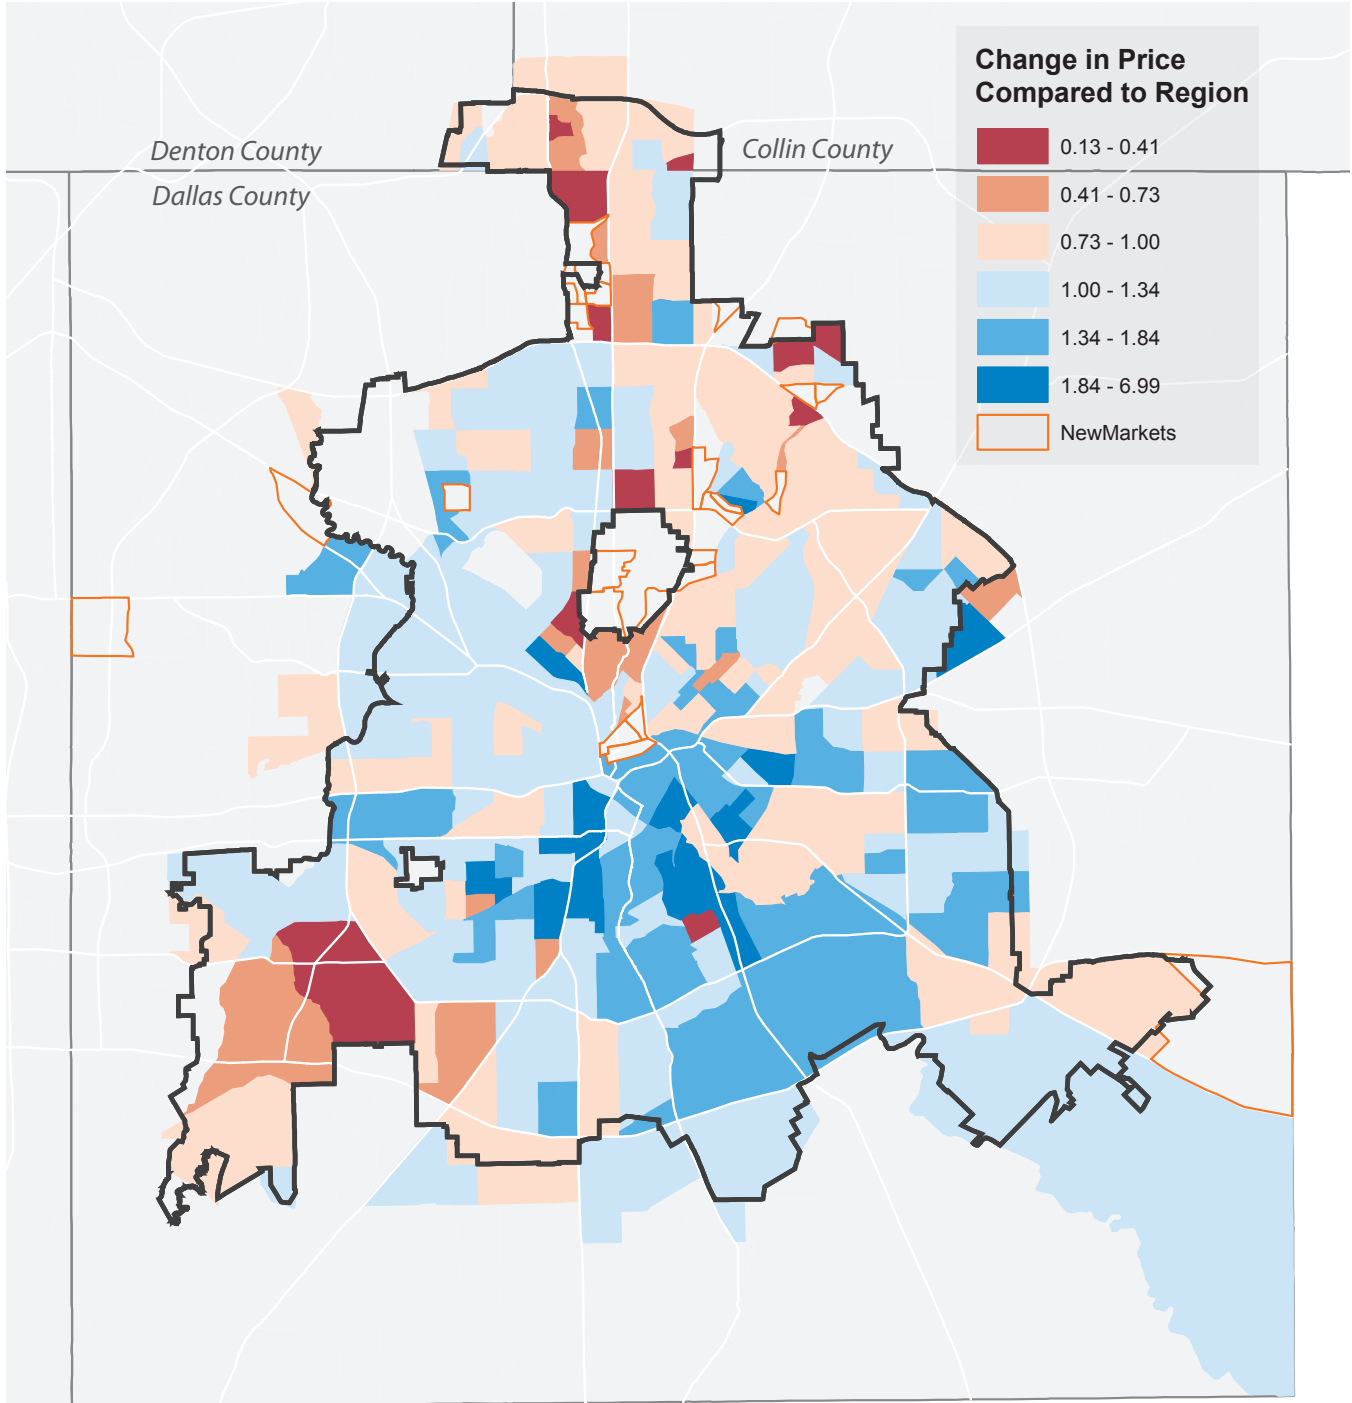 Change in Price
Compared to Region
0.13 - 0.41
0.41 - 0.73
0.73 - 1.00
1.00 - 1.34
1.34 - 1.84
1.84 - 6.99
NewMarkets
Denton County
Collin County
Dallas County